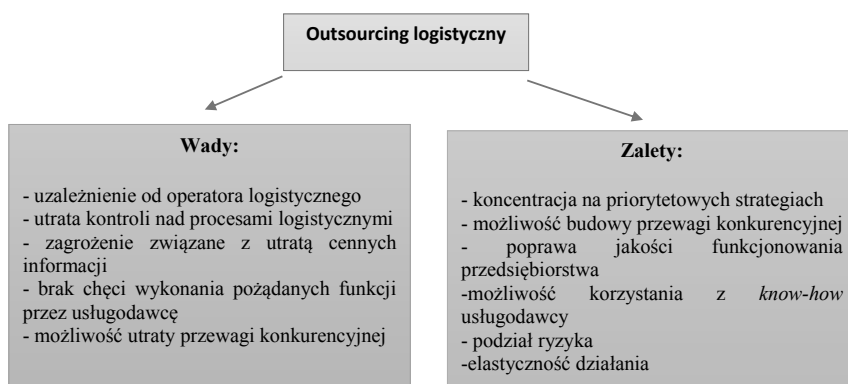 Outsourcing logistyczny
Wady:
- uzależnienie od operatora logistycznego
- utrata kontroli nad procesami logistycznymi
- zagrożenie związane z utratą cennych
informacji
- brak chęci wykonania pożądanych funkcji
przez usługodawcę
- możliwość utraty przewagi konkurencyjnej
Zalety:
- koncentracja na priorytetowych strategiach
- możliwość budowy przewagi konkurencyjnej
- poprawa jakości funkcjonowania
przedsiębiorstwa
-możliwość korzystania z know-how
usługodawcy
- podział ryzyka
-elastyczność działania